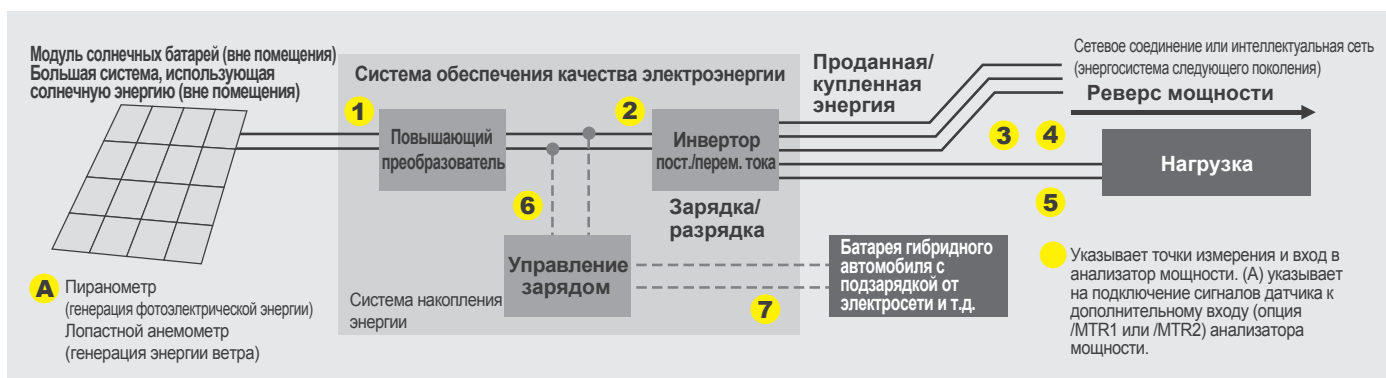 Модуль солнечных батарей (вне помещения)
Большая система, использующая
солнечную энергию (вне помещения)
Система обеспечения качества электроэнергии
Проданная/
купленная
энергия
Сетевое соединение или интеллектуальная сеть
(энергосистема следующего поколения)
Реверс мощности
1
Повышающий
преобразователь
2
Инвертор
пост./перем. тока
3
4
Нагрузка
5
6
Зарядка/
разрядка
Управление
зарядом
Система накопления
энергии
7
Батарея гибридного
автомобиля с
подзарядкой от
электросети и т.д.
A
Пиранометр
(генерация фотоэлектрической энергии)
Лопастной анемометр
(генерация энергии ветра)
Указывает точки измерения и вход в
анализатор мощности. (A) указывает
на подключение сигналов датчика к
дополнительному входу (опция
/MTR1 или /MTR2) анализатора
мощности.